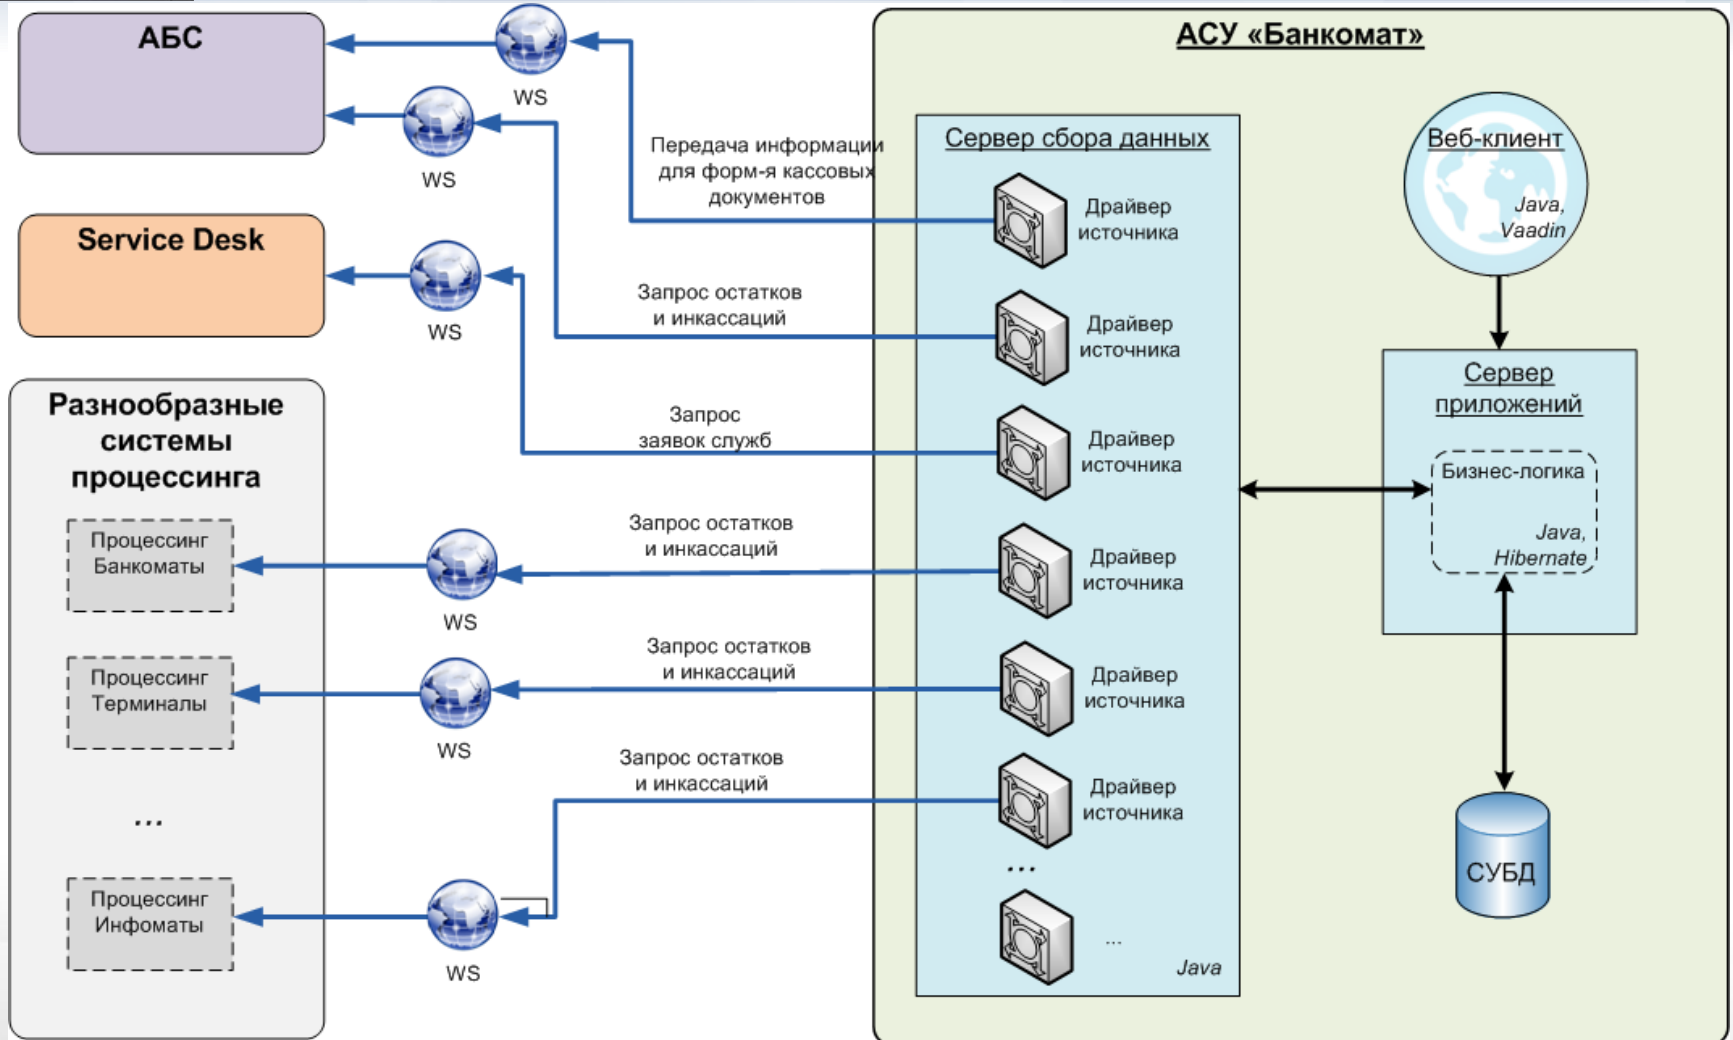 АБС
WS
WS
Service Desk
WS
Разнообразные
системы
процессинга
Процессинг
Банкоматы
WS
Процессинг
Терминалы
WS
...
Процессинг
Инфоматы
WS
Передача информации
для форм-я кассовых
документов
Запрос остатков
и инкассаций
Запрос
заявок служб
Запрос остатков
и инкассаций
Запрос остатков
и инкассаций
Запрос остатков
и инкассаций
АСУ «Банкомат»
Сервер сбора данных
Драйвер
источника
Драйвер
источника
Драйвер
источника
Драйвер
источника
Драйвер
источника
Драйвер
источника
...
...
Java
Веб-клиент
Java,
Vaadin
Сервер
приложений
Бизнес-логика
Java,
Hibernate
СУБД